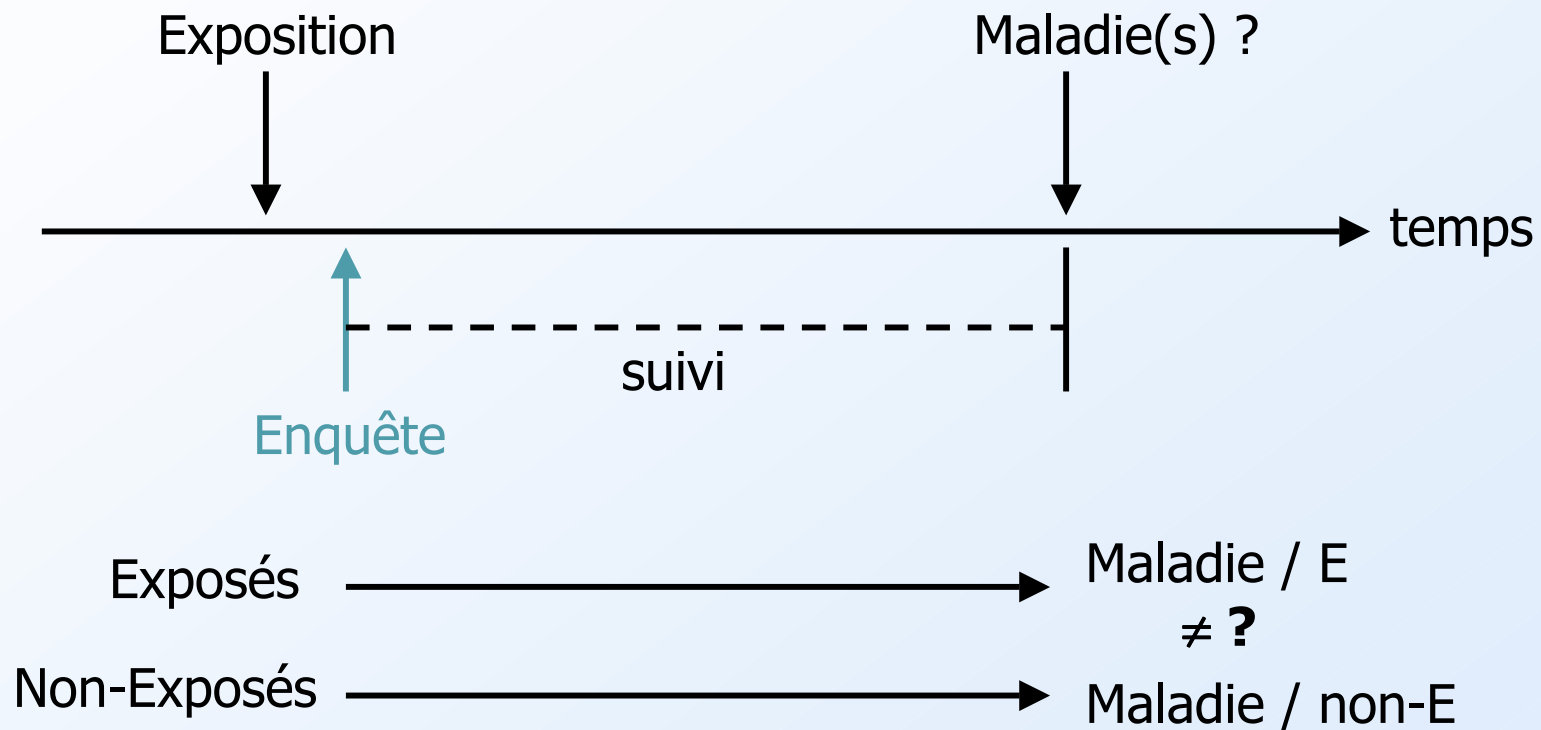 Exposition
Maladie(s) ?
temps
suivi
Enquête
Exposés
Maladie / E
≠ ?
Non-Exposés
Maladie / non-E